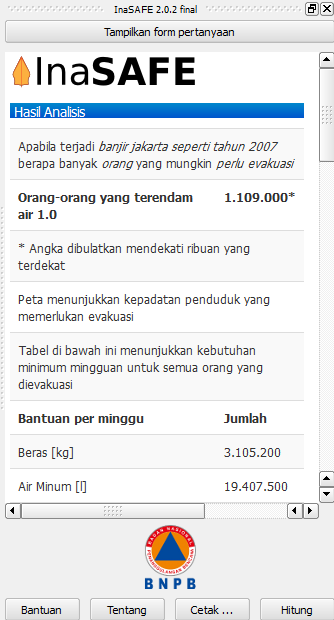 InaSAFE 2.0.2 final
Tampilkan form pertanyaan
InaSAFE
Hasil Analisis
Apabila terjadi banjir jakarta seperti tahun 2007
berapa banyak orang yang mungkin perlu evakuasi
Orang-orang yang terendam 1.109.000*
air 1.0
* Angka dibulatkan mendekati ribuan yang
terdekat
Peta menunjukkan kepadatan penduduk yang
memerlukan evakuasi
Tabel di bawah ini menunjukkan kebutuhan
minimum mingguan untuk semua orang yang
dievakuasi
Bantuan per minggu Jumlah
Beras [kg] 3.105.200
Air Minum [l] 19.407.500
BADAN NASIONAL
PENANGGULANGAN BENCANA
BNPB
Bantuan Tentang Cetak ... Hitung